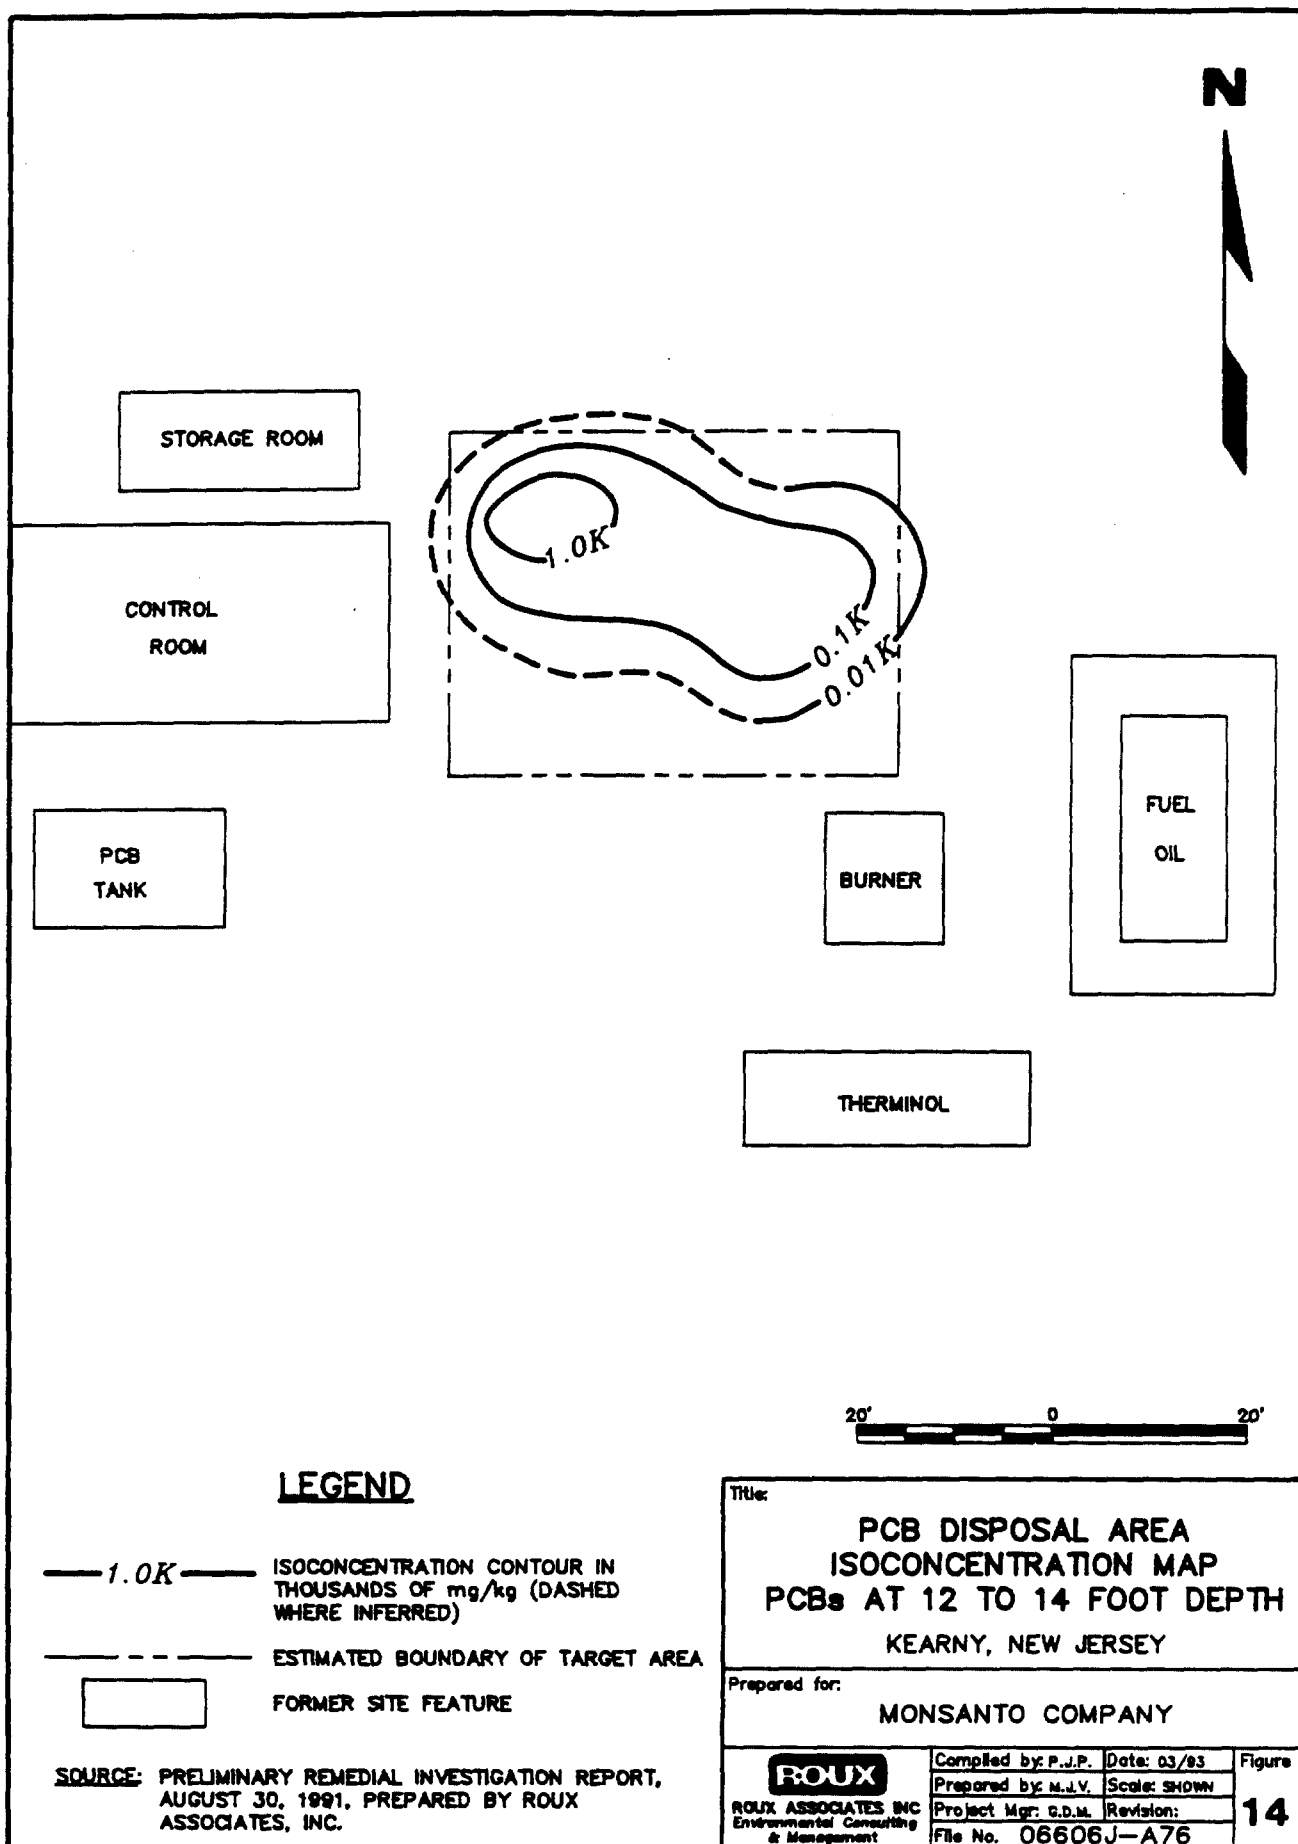 N
STORAGE ROOM
CONTROL
ROOM
1.0K
0.1K
0.01K
FUEL
OIL
PCB
TANK
BURNER
THERMINOL
20' 0 20'
LEGEND
1.0K
ISOCONCENTRATION CONTOUR IN
THOUSANDS OF mg/kg (DASHED
WHERE INFERRED)
ESTIMATED BOUNDARY OF TARGET AREA
FORMER SITE FEATURE
SOURCE: PRELIMINARY REMEDIAL INVESTIGATION REPORT,
AUGUST 30, 1991, PREPARED BY ROUX
ASSOCIATES, INC.
Title:
PCB DISPOSAL AREA
ISOCONCENTRATION MAP
PCBs AT 12 TO 14 FOOT DEPTH
KEARNY, NEW JERSEY
Prepared for:
MONSANTO COMPANY
ROUX
ROUX ASSOCIATES INC
Environmental Consulting
& Management
Compiled by: P.J.P. Date: 03/93
Prepared by: M.J.V. Scale: SHOWN
Project Mgr: G.D.M. Revision:
File No. 06606J-A76
Figure
14